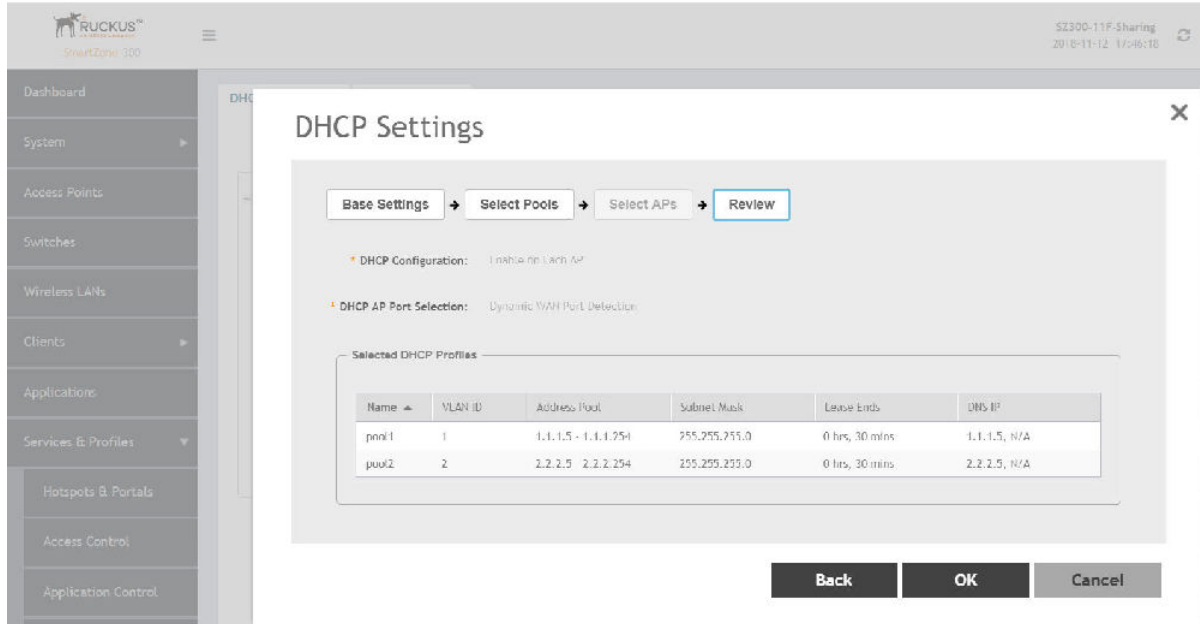 RUCKUS™
SmartZone 300
SZ300-11F-Sharing
2018-11-12 17:46:18
Dashboard
System
Access Points
Switches
Wireless LANs
Clients
Applications
Services & Profiles
Hotspots & Portals
Access Control
Application Control
DHC
DHCP Settings
Base Settings
Select Pools
Select APs
Review
* DHCP Configuration: Enable on Each AP
* DHCP AP Port Selection: Dynamic WAN Port Detection
Selected DHCP Profiles
Name VLAN ID Address Pool Subnet Mask Lease Ends DNS IP
pool1 1 1.1.1.5 - 1.1.1.254 255.255.255.0 0 hrs, 30 mins 1.1.1.5, N/A
pool2 2 2.2.2.5 - 2.2.2.254 255.255.255.0 0 hrs, 30 mins 2.2.2.5, N/A
Back
OK
Cancel